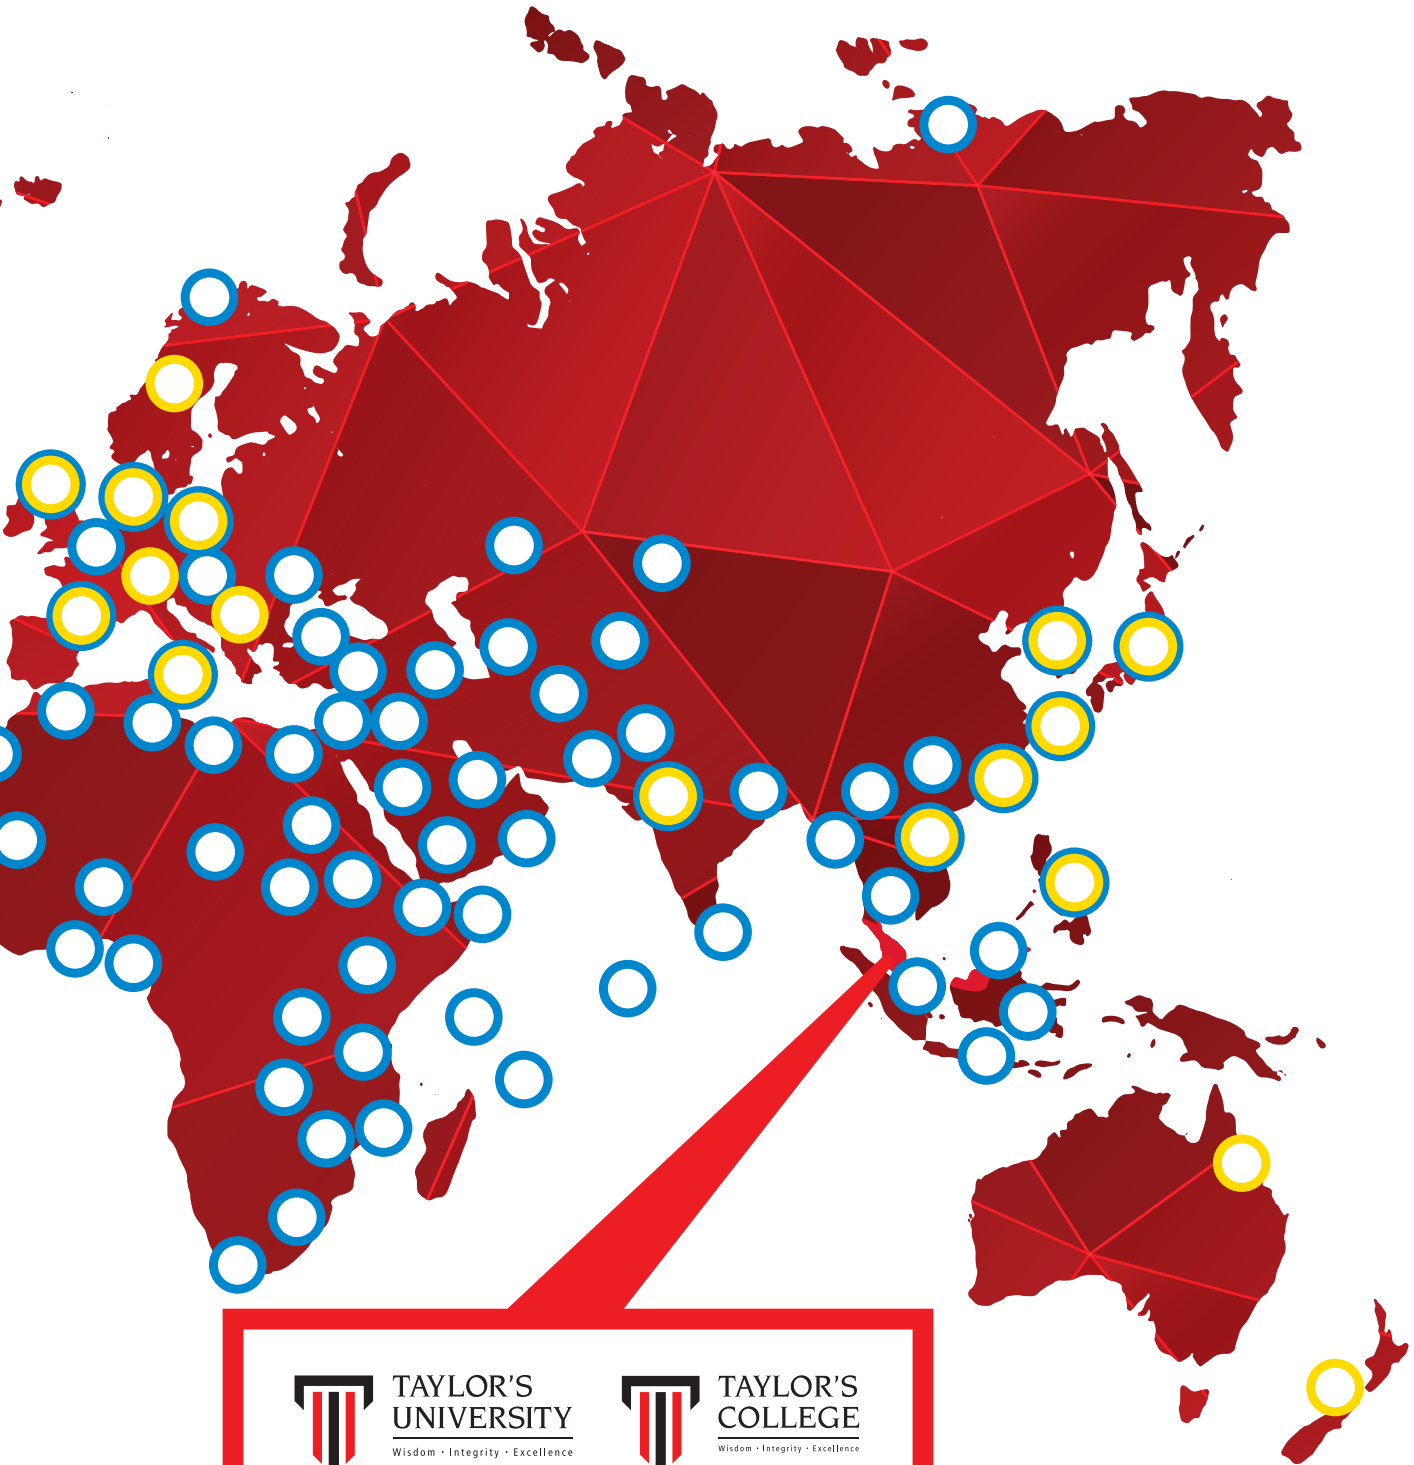 TAYLOR'S
UNIVERSITY
Wisdom · Integrity · Excellence
TAYLOR'S
COLLEGE
Wisdom · Integrity · Excellence